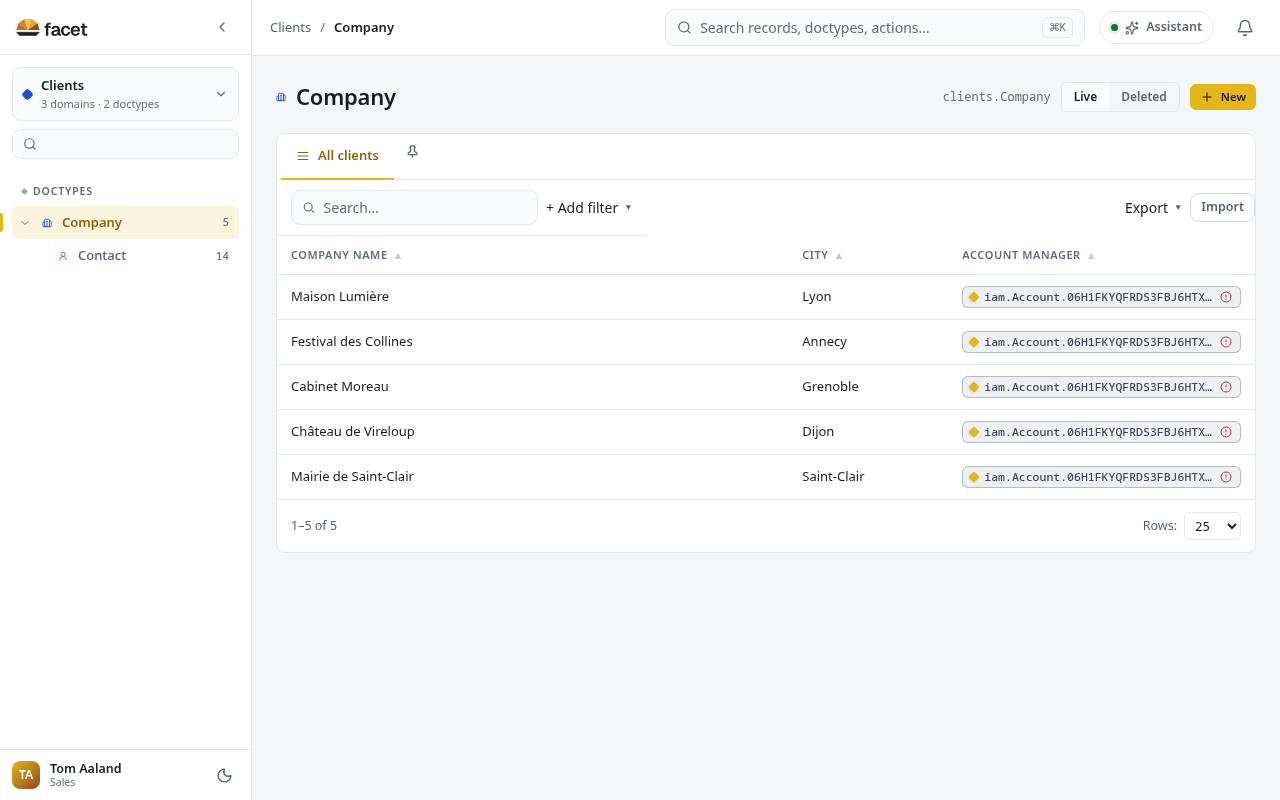 facet
Clients / Company
Search records, doctypes, actions...
⌘K
Assistant
Clients
3 domains · 2 doctypes
DOCTYPES
Company 5
Contact 14
Company
clients.Company
Live
Deleted
New
All clients
Search...
+ Add filter
Export
Import
COMPANY NAME
CITY
ACCOUNT MANAGER
Maison Lumière Lyon iam.Account.06H1FKYQFRDS3FBJ6HTX…
Festival des Collines Annecy iam.Account.06H1FKYQFRDS3FBJ6HTX…
Cabinet Moreau Grenoble iam.Account.06H1FKYQFRDS3FBJ6HTX…
Château de Vireloup Dijon iam.Account.06H1FKYQFRDS3FBJ6HTX…
Mairie de Saint-Clair Saint-Clair iam.Account.06H1FKYQFRDS3FBJ6HTX…
1–5 of 5
Rows: 25
TA
Tom Aaland
Sales